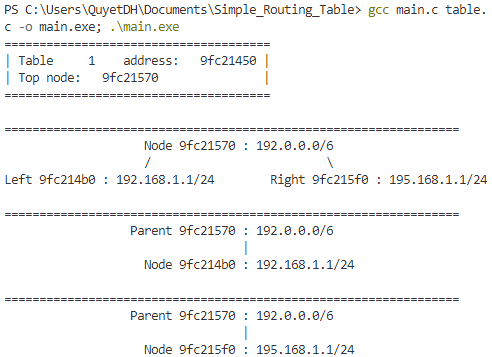 PS C:\Users\QuyetDH\Documents\Simple_Routing_Table> gcc main.c table.
c -o main.exe; .\main.exe
======================================
| Table     1    address:   9fc21450 |
| Top node:   9fc21570               |
======================================
=================================================================
Node 9fc21570 : 192.0.0.0/6
/                         \
Left 9fc214b0 : 192.168.1.1/24        Right 9fc215f0 : 195.168.1.1/24
=================================================================
Parent 9fc21570 : 192.0.0.0/6
|
Node 9fc214b0 : 192.168.1.1/24
=================================================================
Parent 9fc21570 : 192.0.0.0/6
|
Node 9fc215f0 : 195.168.1.1/24